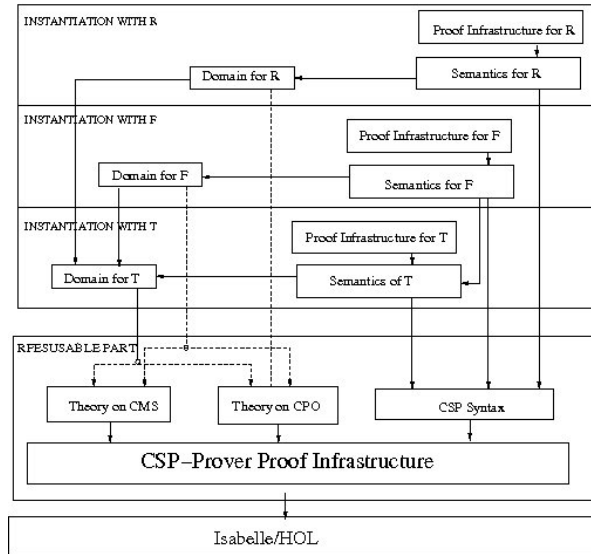 INSTANTIATION WITH R
Proof Infrastructure for R
Domain for R
Semantics for R
INSTANTIATION WITH F
Proof Infrastructure for F
Domain for F
Semantics for F
INSTANTIATION WITH T
Proof Infrastructure for T
Domain for T
Semantics of T
RFESUSABLE PART
Theory on CMS
Theory on CPO
CSP Syntax
CSP–Prover Proof Infrastructure
Isabelle/HOL